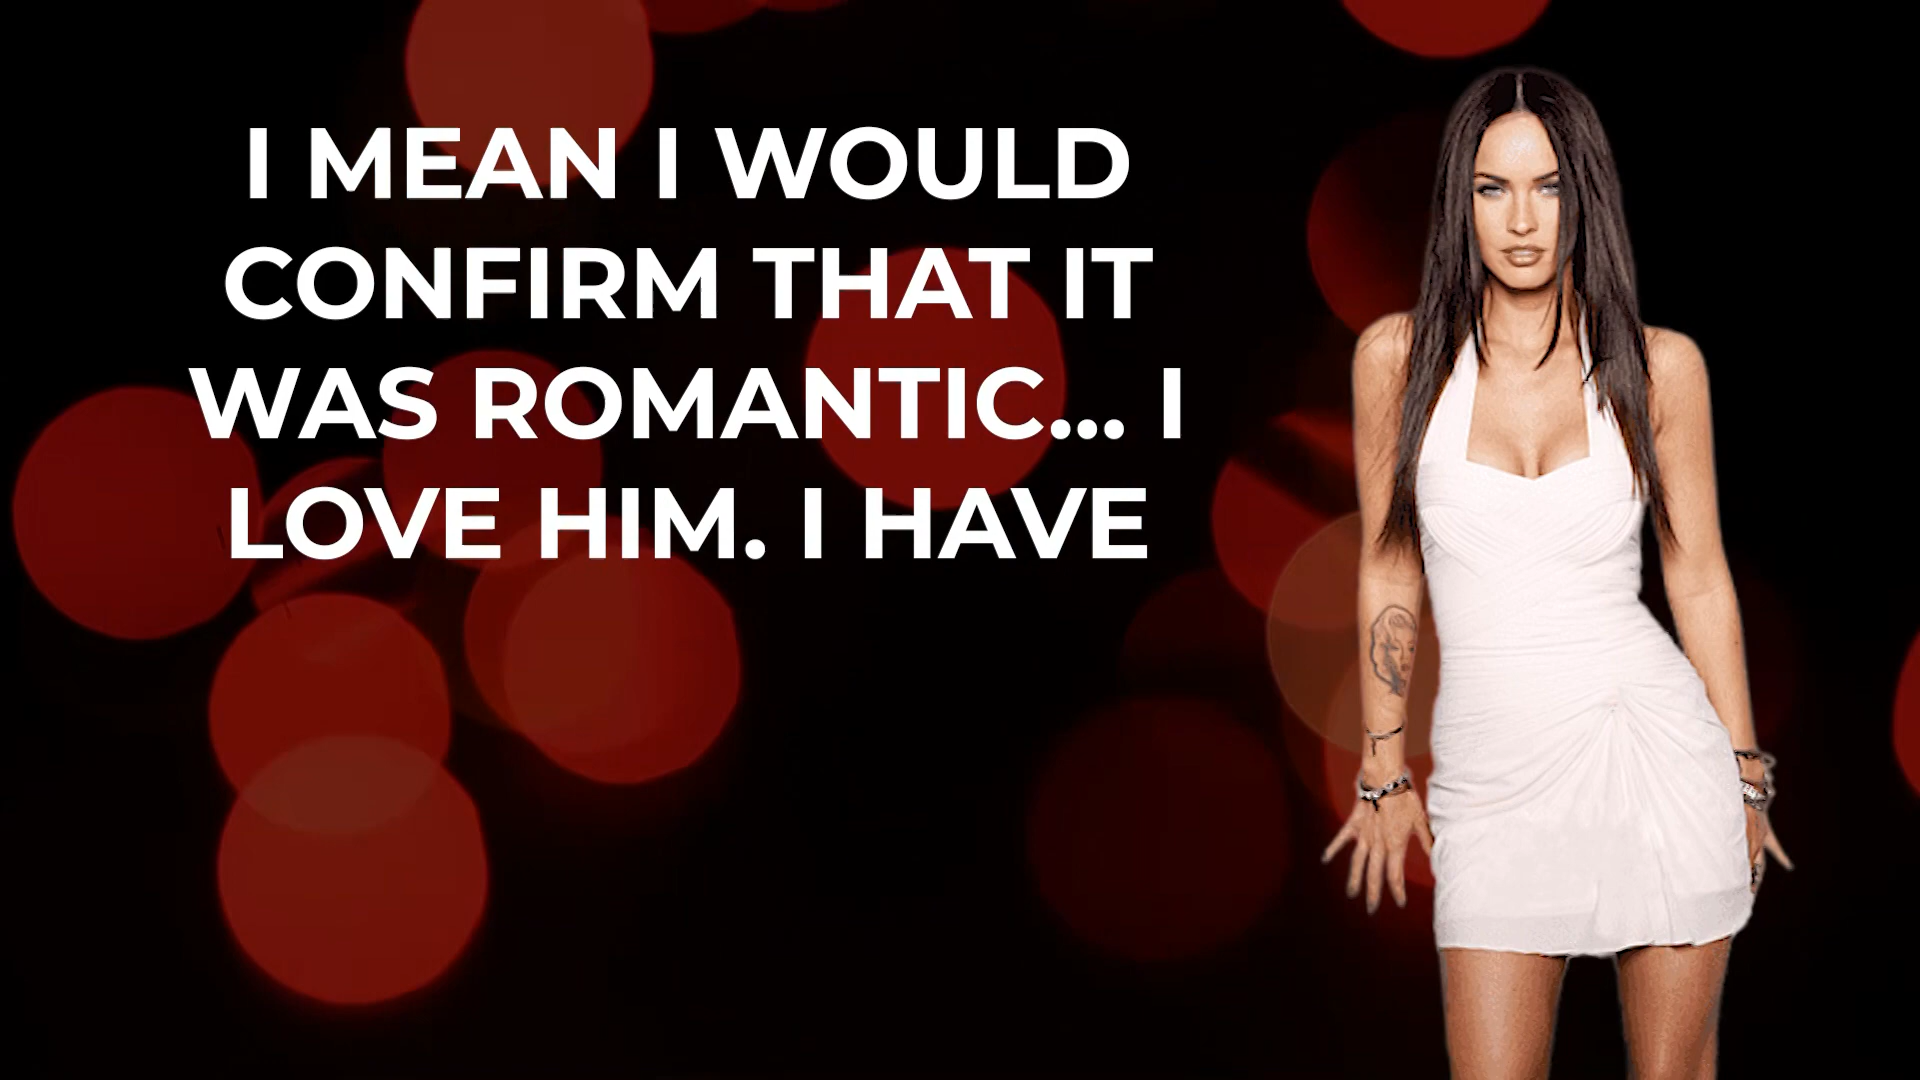 I MEAN I WOULD
CONFIRM THAT IT
WAS ROMANTIC... I
LOVE HIM. I HAVE